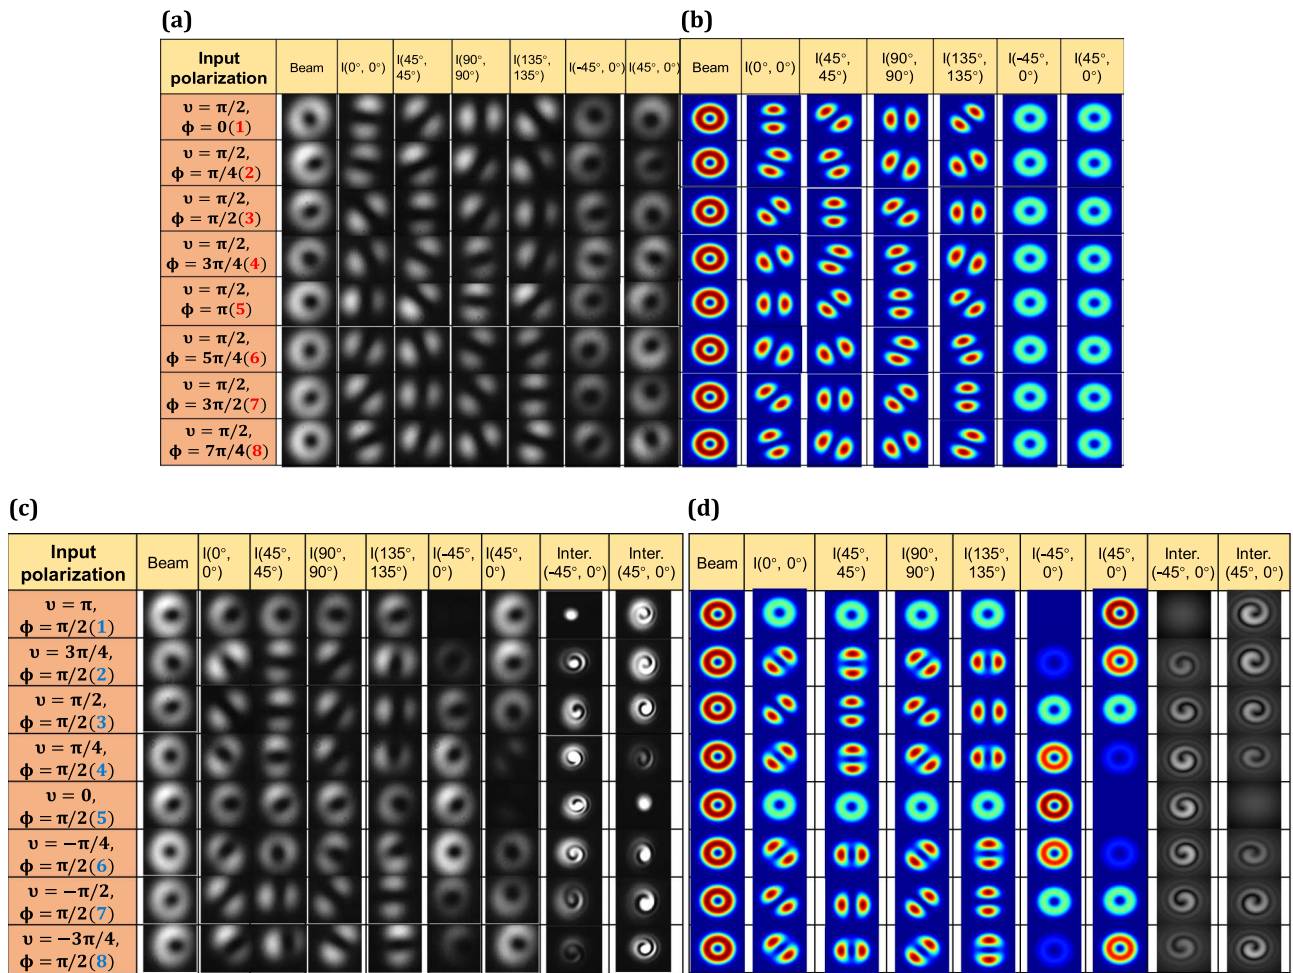 (a)
(b)
Input
polarization
Beam
I(0°, 0°)
I(45°,
45°)
I(90°,
90°)
I(135°,
135°)
I(-45°, 0°)
I(45°, 0°)
Beam
I(0°, 0°)
I(45°,
45°)
I(90°,
90°)
I(135°,
135°)
I(-45°,
0°)
I(45°,
0°)
υ = π/2,
ϕ = 0(1)
υ = π/2,
ϕ = π/4(2)
υ = π/2,
ϕ = π/2(3)
υ = π/2,
ϕ = 3π/4(4)
υ = π/2,
ϕ = π(5)
υ = π/2,
ϕ = 5π/4(6)
υ = π/2,
ϕ = 3π/2(7)
υ = π/2,
ϕ = 7π/4(8)
(c)
(d)
Input
polarization
Beam
I(0°,
0°)
I(45°,
45°)
I(90°,
90°)
I(135°,
135°)
I(-45°,
0°)
I(45°,
0°)
Inter.
(-45°, 0°)
Inter.
(45°, 0°)
Beam
I(0°, 0°)
I(45°,
45°)
I(90°,
90°)
I(135°,
135°)
I(-45°,
0°)
I(45°,
0°)
Inter.
(-45°, 0°)
Inter.
(45°, 0°)
υ = π,
ϕ = π/2(1)
υ = 3π/4,
ϕ = π/2(2)
υ = π/2,
ϕ = π/2(3)
υ = π/4,
ϕ = π/2(4)
υ = 0,
ϕ = π/2(5)
υ = −π/4,
ϕ = π/2(6)
υ = −π/2,
ϕ = π/2(7)
υ = −3π/4,
ϕ = π/2(8)